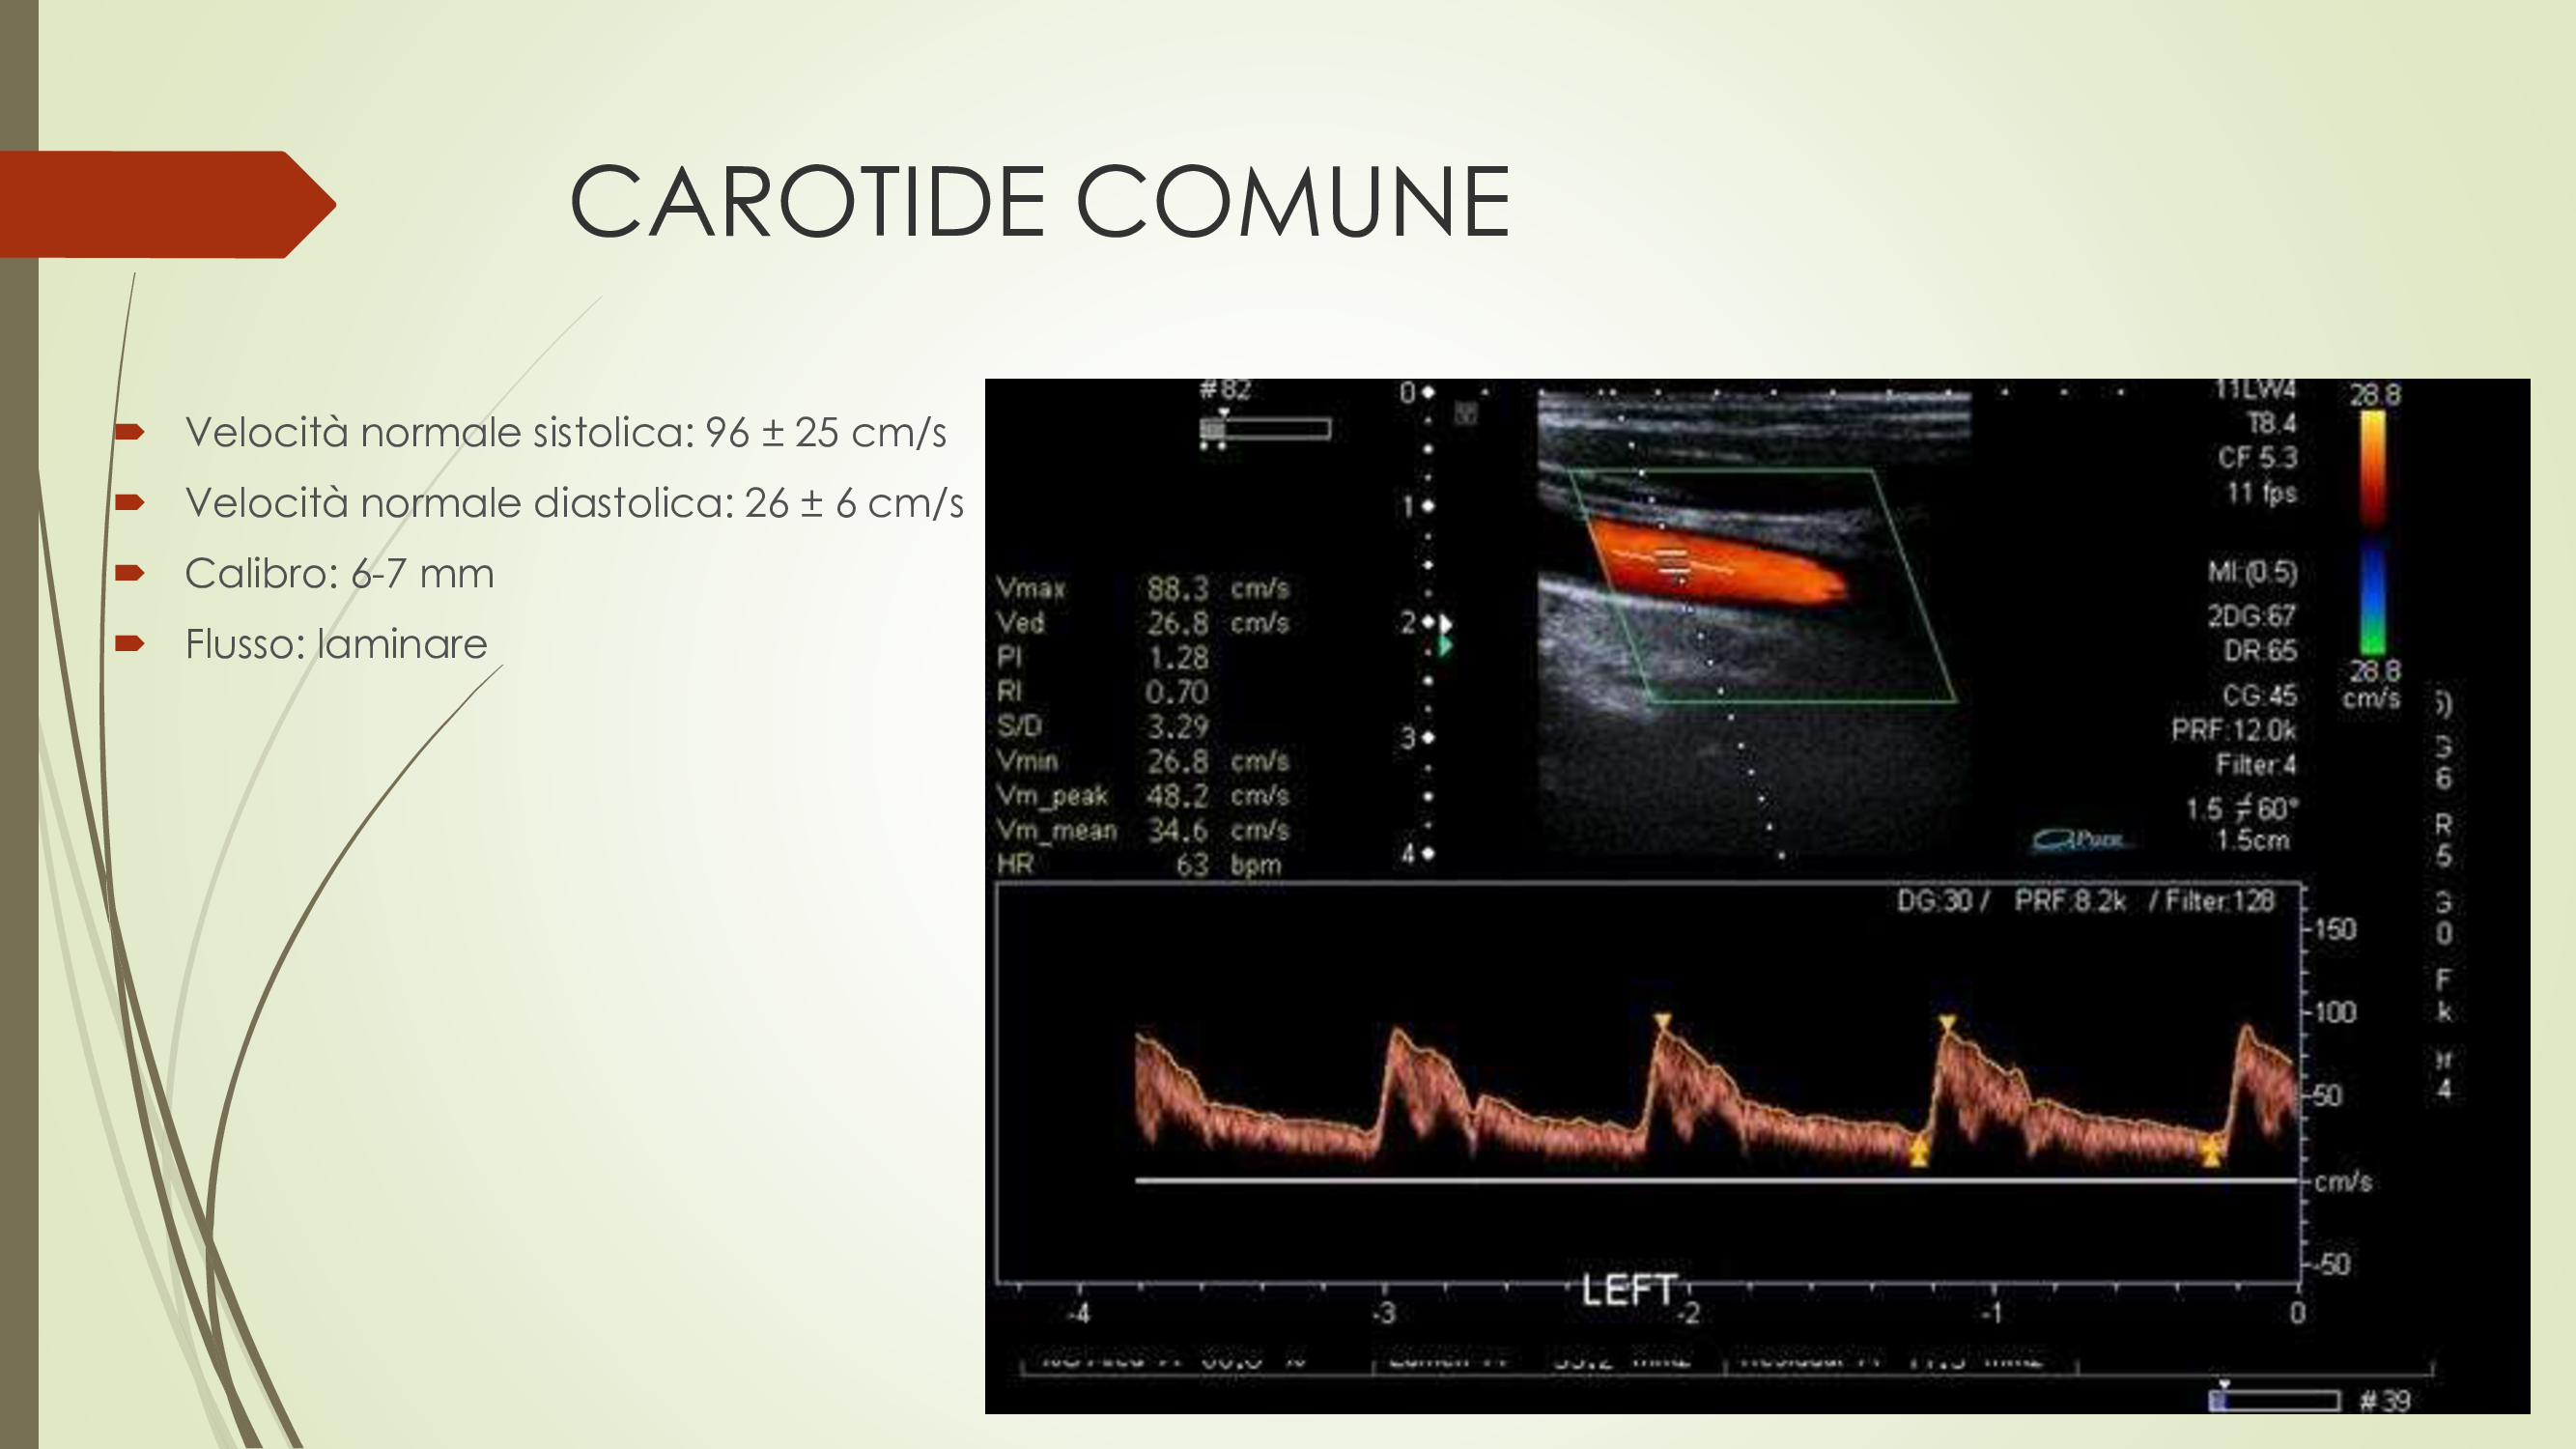 CAROTIDE COMUNE
Velocità normale sistolica: 96 ± 25 cm/s
Velocità normale diastolica: 26 ± 6 cm/s
Calibro: 6-7 mm
Flusso: laminare
#82
Vmax 88.3 cm/s
Ved 26.8 cm/s
PI 1.28
RI 0.70
S/D 3.29
Vmin 26.8 cm/s
Vm_peak 48.2 cm/s
Vm_mean 34.6 cm/s
HR 63 bpm
0
1
2
3
4
11LW4
T8.4
CF 5.3
11 fps
MI:(0.5)
2DG:67
DR:65
CG:45
PRF:12.0k
Filter:4
1.5 ≠60°
1.5cm
28.8
28.8
cm/s
APure
DG:30 / PRF:8.2k / Filter:128
150
100
50
cm/s
-50
LEFT
-4 -3 -2 -1 0
#39